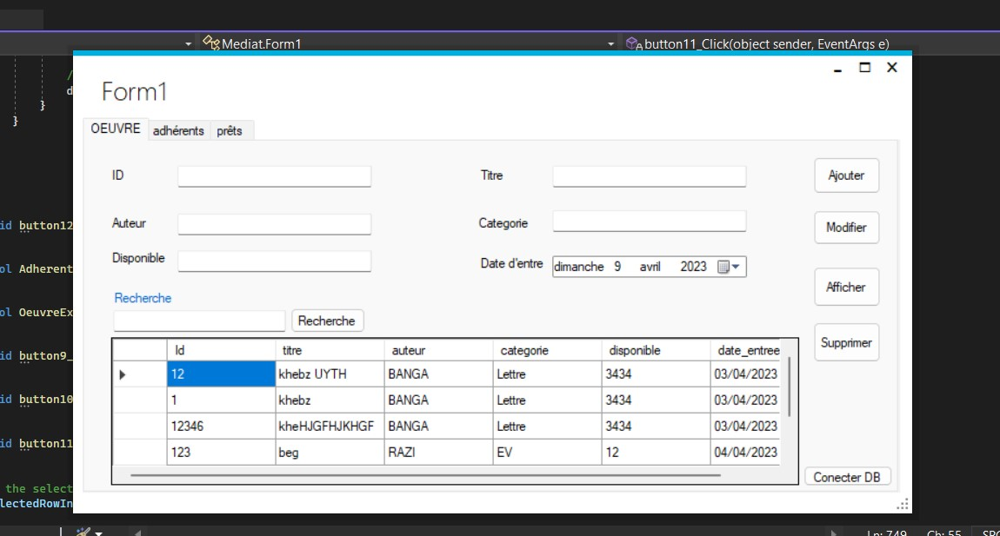 Mediat.Form1 button11_Click(object sender, EventArgs e)
Form1
OEUVRE adhérents prêts
ID Titre Ajouter
Auteur Categorie Modifier
Disponible Date d'entre dimanche 9 avril 2023
Afficher
Recherche
Recherche
Supprimer
Id titre auteur categorie disponible date_entree
12 khebz UYTH BANGA Lettre 3434 03/04/2023
1 khebz BANGA Lettre 3434 03/04/2023
12346 kheHJGFHJKHGF BANGA Lettre 3434 03/04/2023
123 beg RAZI EV 12 04/04/2023
Conecter DB
/
d
}
}
id button12
ol Adherent
ol OeuvreEx
id button9_
id button10
id button11
the select
lectedRowIn
Ln: 749 Ch: 55 SPC